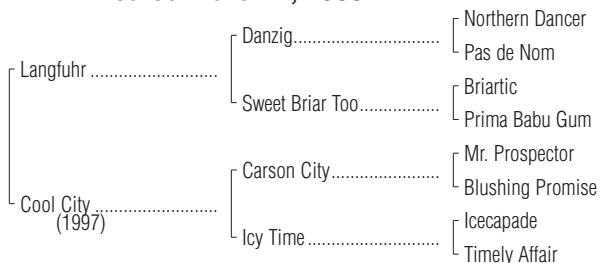 Northern Dancer
Danzig
Pas de Nom
Langfuhr
Briartic
Sweet Briar Too
Prima Babu Gum
Mr. Prospector
Carson City
Blushing Promise
Cool City
(1997)
Icecapade
Icy Time
Timely Affair